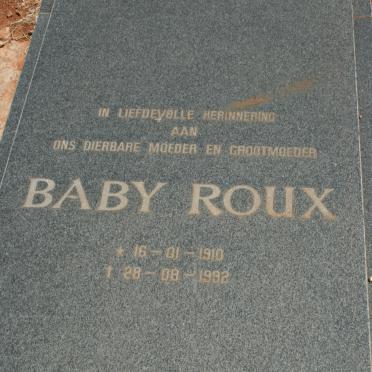 IN LIEFDEVOLLE HERINNERING
AAN
ONS DIERBARE MOEDER EN GROOTMOEDER
BABY ROUX
* 16 - 01 - 1910
† 28 - 08 - 1992